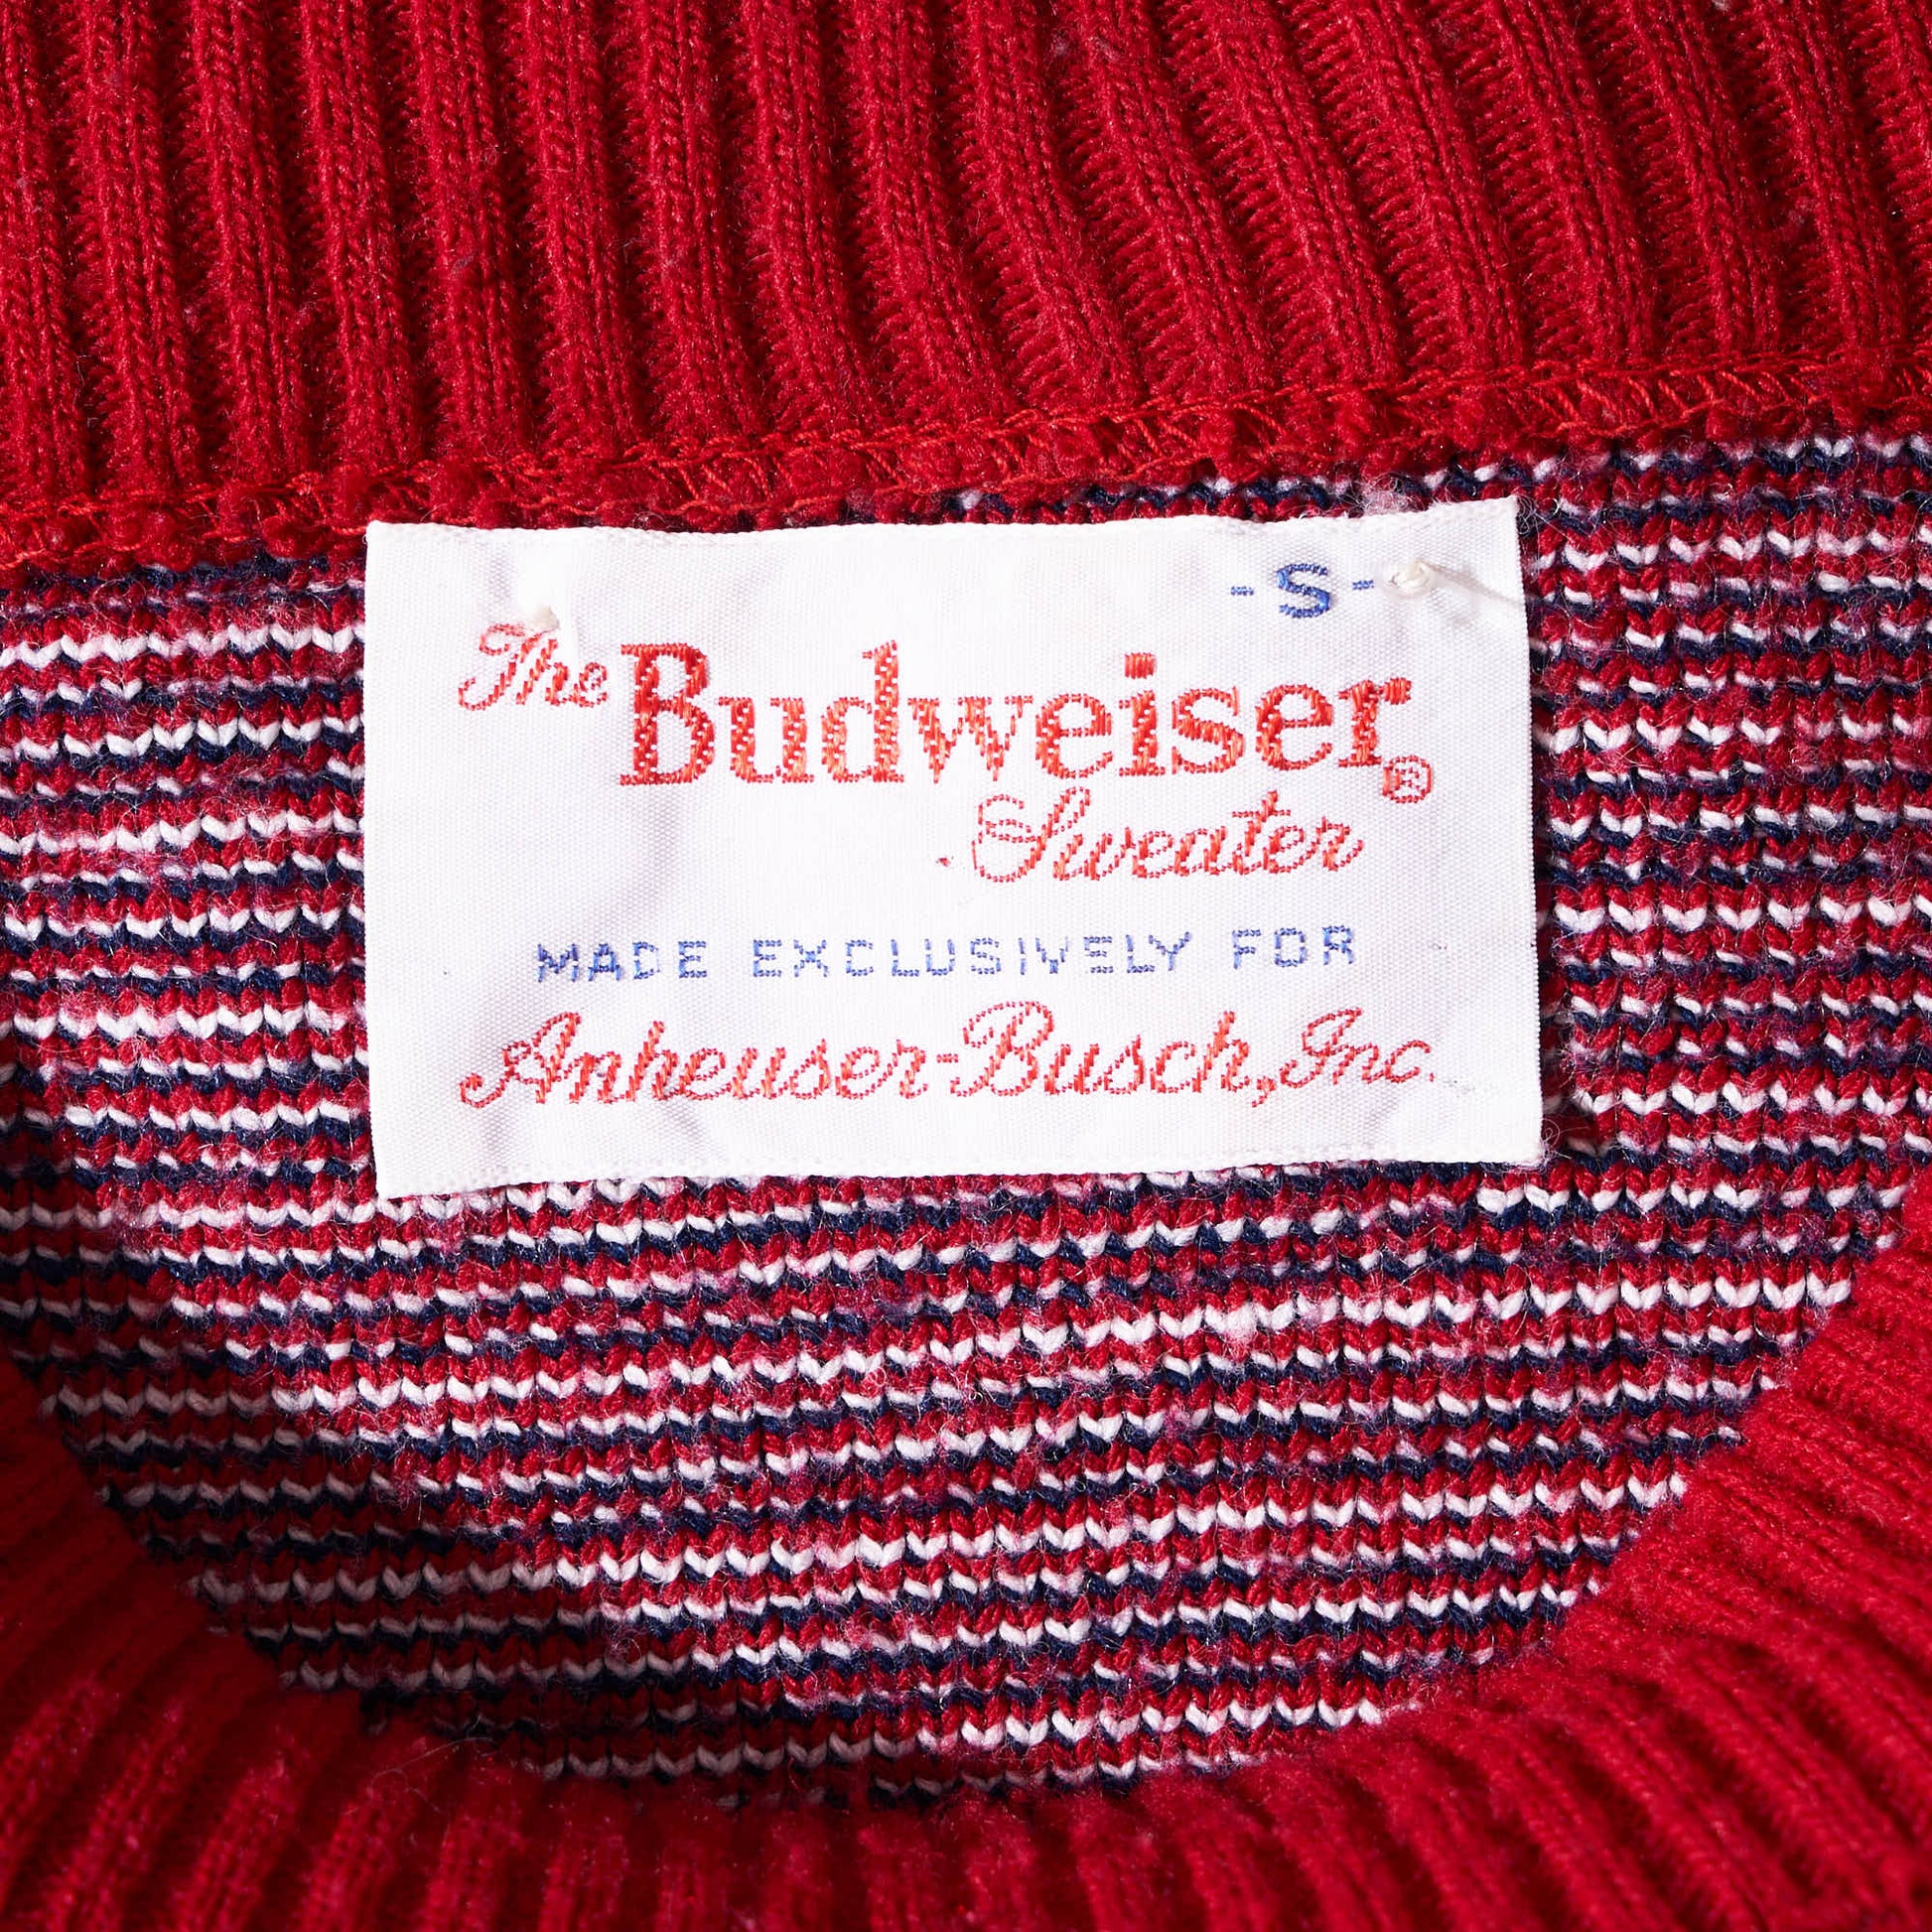 - S -
The Budweiser®
Sweater
MADE EXCLUSIVELY FOR
Anheuser-Busch, Inc.